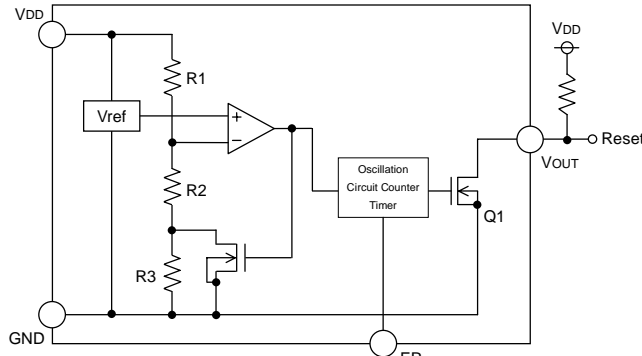 VDD
VDD
R1
Vref
+
−
Reset
VOUT
Oscillation
Circuit Counter
Timer
R2
Q1
R3
GND